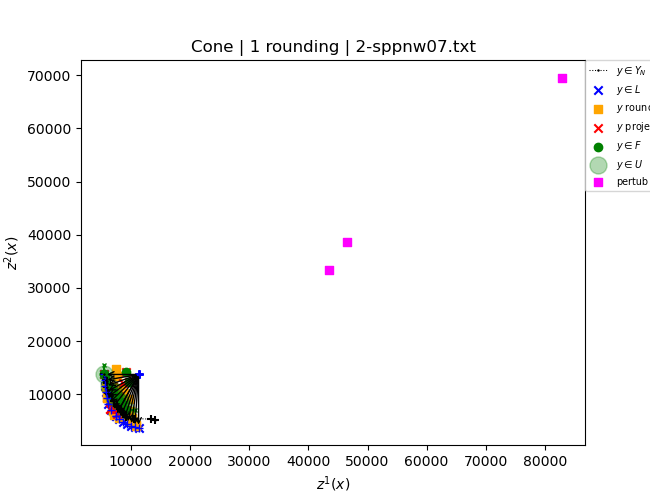 Cone | 1 rounding | 2-sppnw07.txt
70000
60000
50000
40000
30000
20000
10000
z²(x)
10000 20000 30000 40000 50000 60000 70000 80000
z¹(x)
y ∈ Y_N
y ∈ L
y roun
y proje
y ∈ F
y ∈ U
pertub